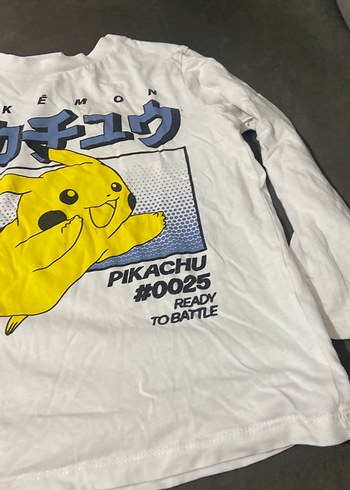 KÉMON
カチュウ
PIKACHU
#0025
READY
TO BATTLE